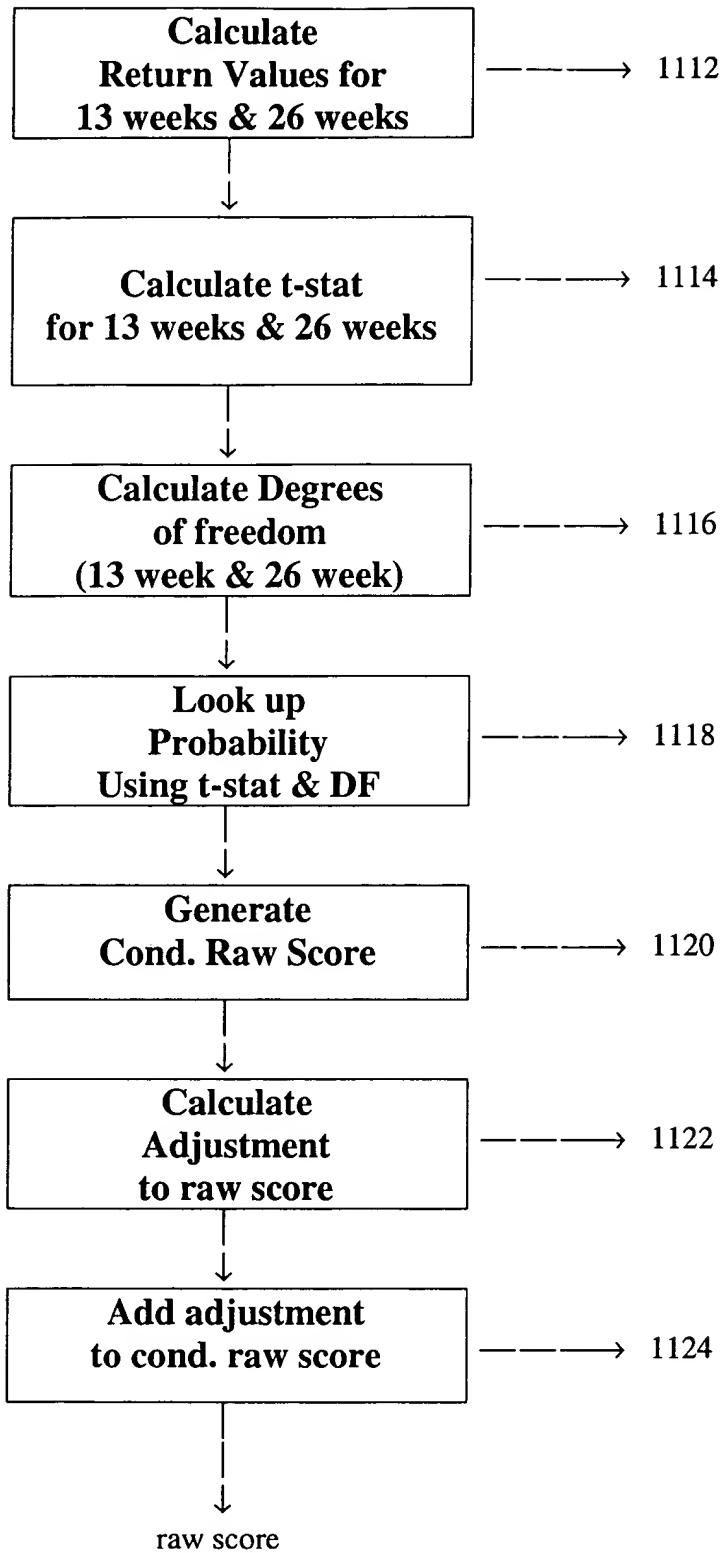 Calculate
Return Values for
13 weeks & 26 weeks
1112
Calculate t-stat
for 13 weeks & 26 weeks
1114
Calculate Degrees
of freedom
(13 week & 26 week)
1116
Look up
Probability
Using t-stat & DF
1118
Generate
Cond. Raw Score
1120
Calculate
Adjustment
to raw score
1122
Add adjustment
to cond. raw score
1124
raw score